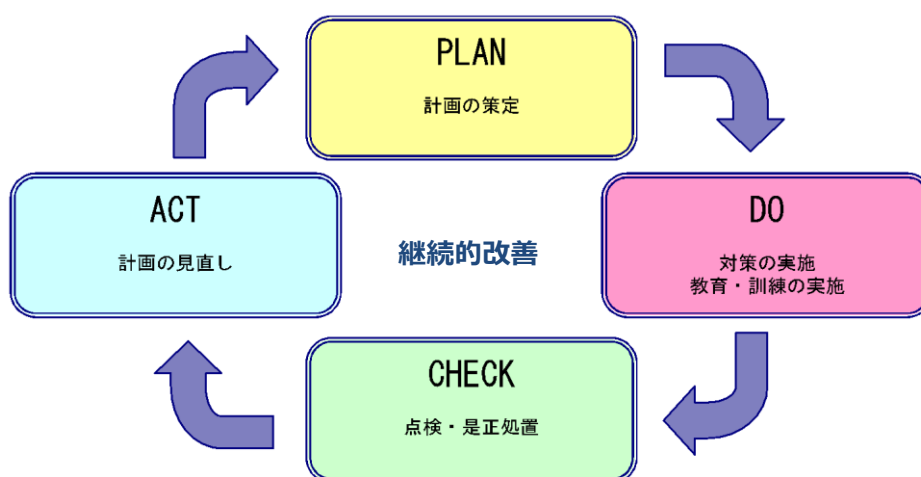 PLAN
計画の策定
DO
対策の実施
教育・訓練の実施
CHECK
点検・是正処置
ACT
計画の見直し
継続的改善